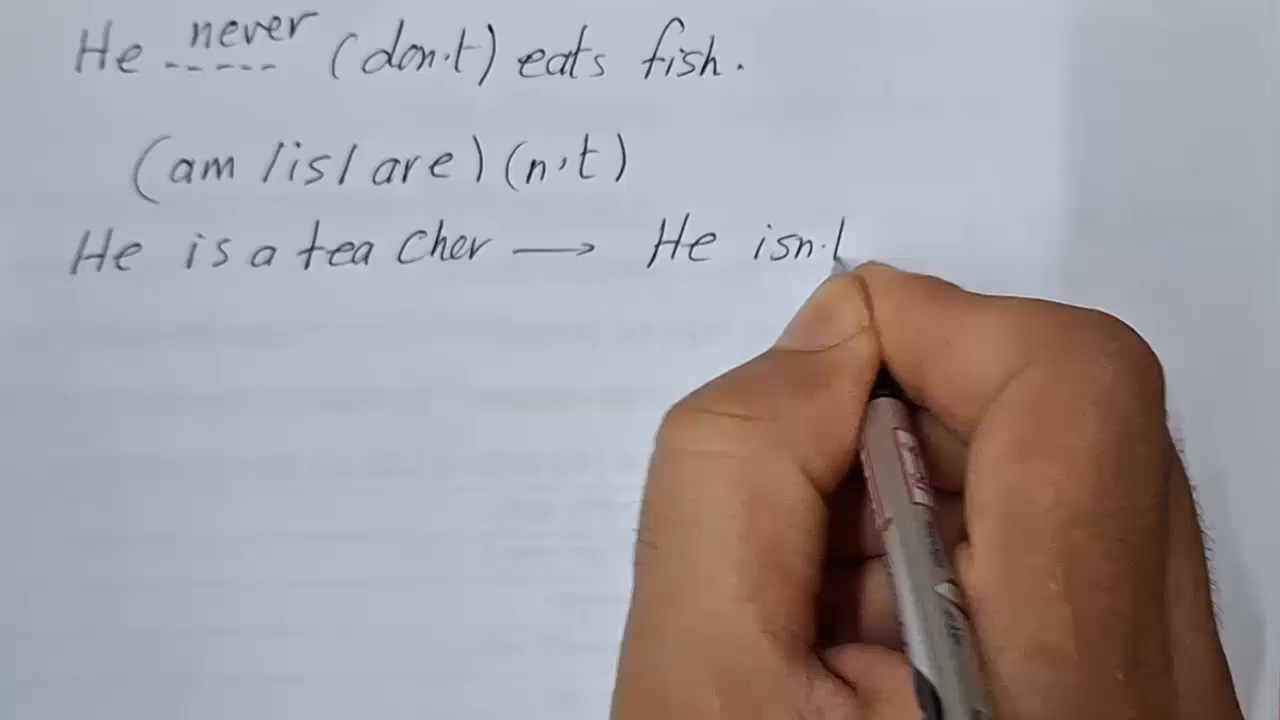 He never (don't) eats fish.
(am / is / are) (n't)
He is a teacher → He isn't